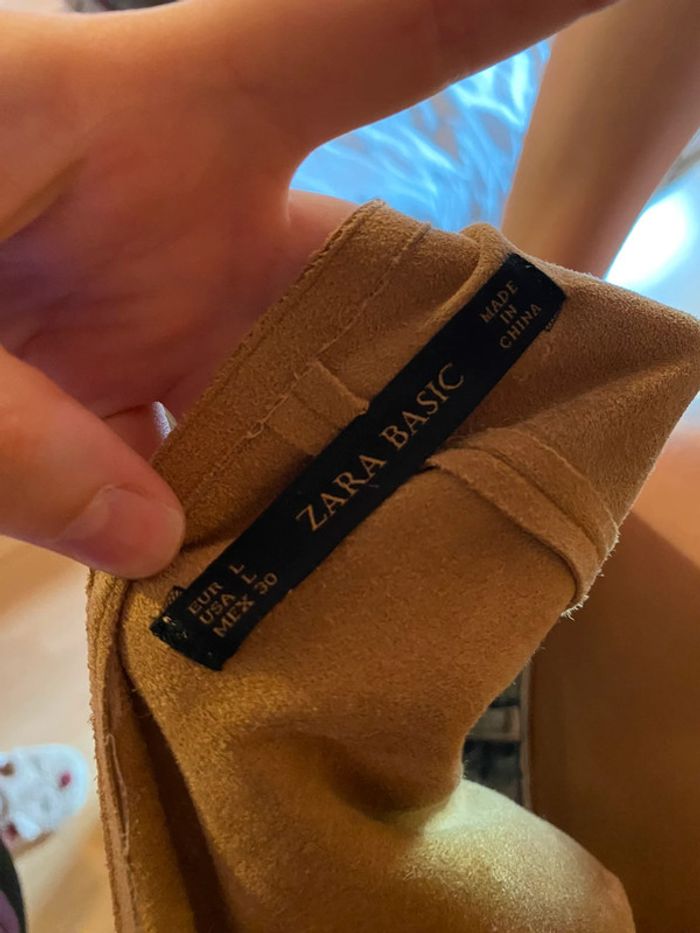 EUR L
USA L
MEX 30
ZARA BASIC
MADE
IN
CHINA